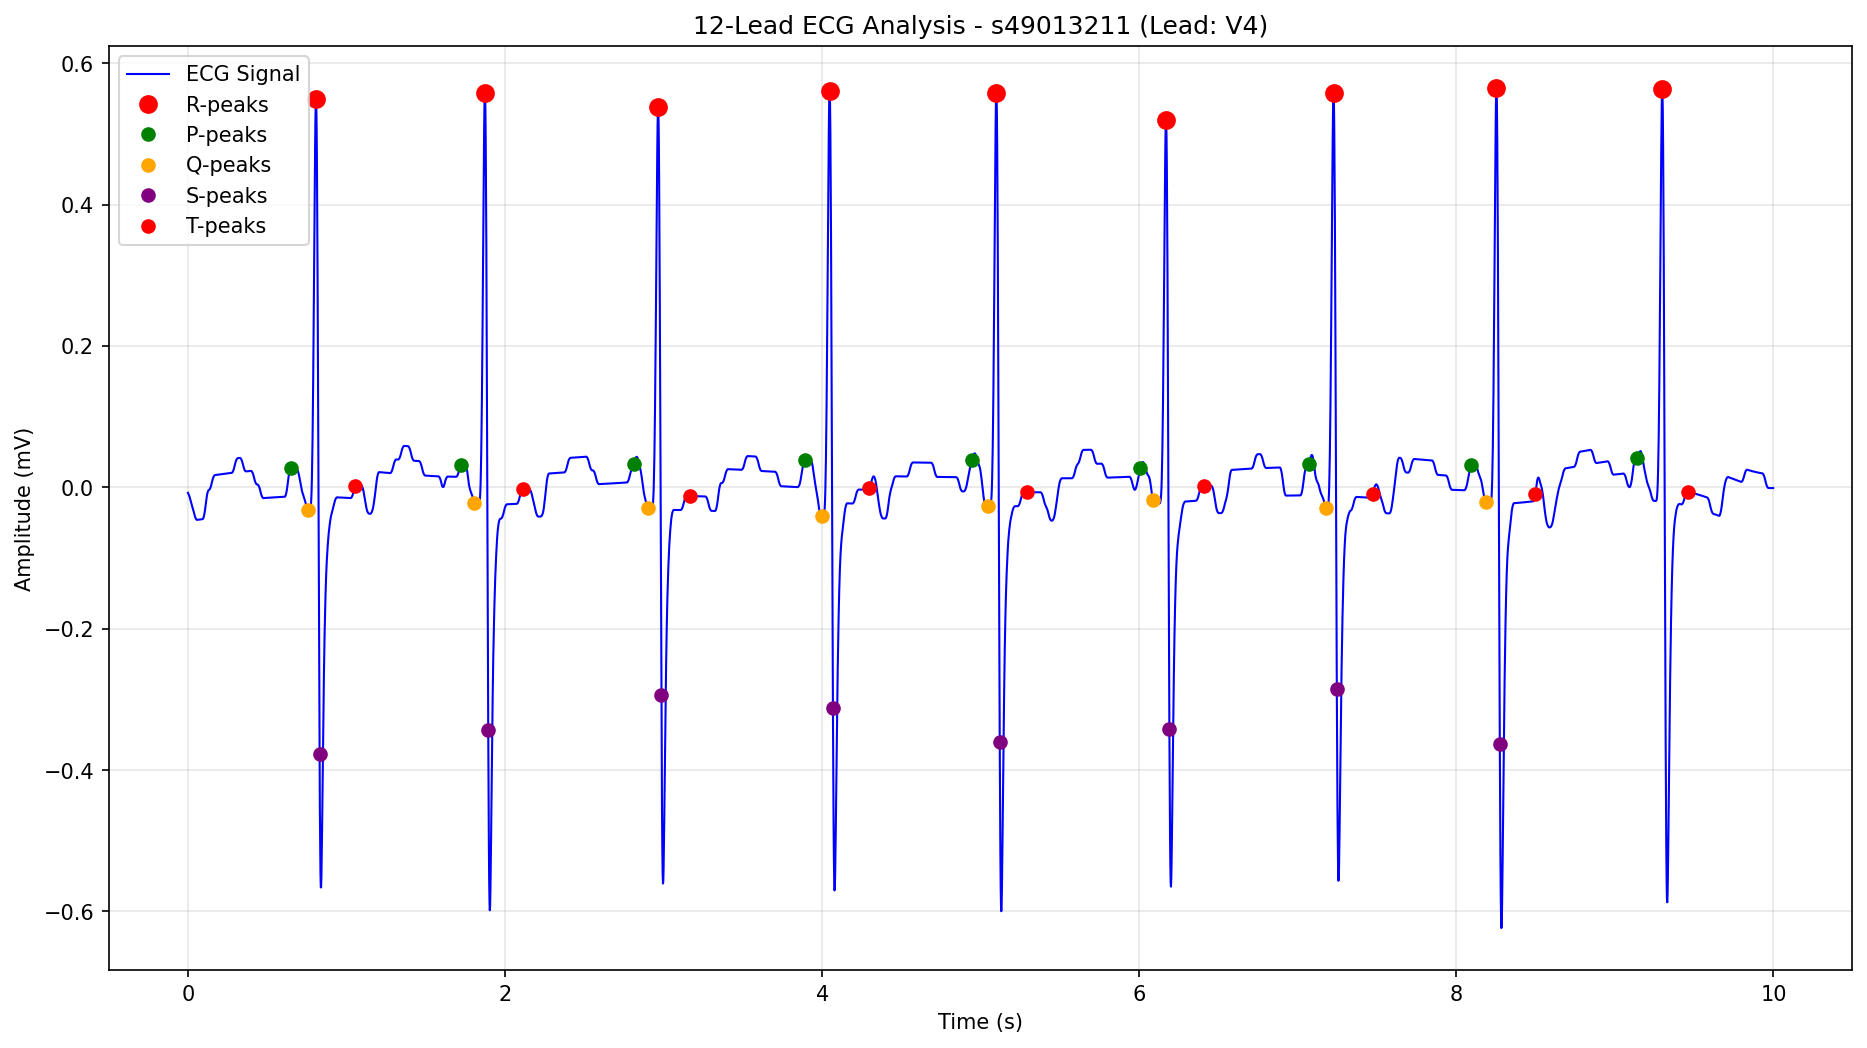 12-Lead ECG Analysis - s49013211 (Lead: V4)
ECG Signal
R-peaks
P-peaks
Q-peaks
S-peaks
T-peaks
Amplitude (mV)
0.6
0.4
0.2
0.0
−0.2
−0.4
−0.6
0 2 4 6 8 10
Time (s)